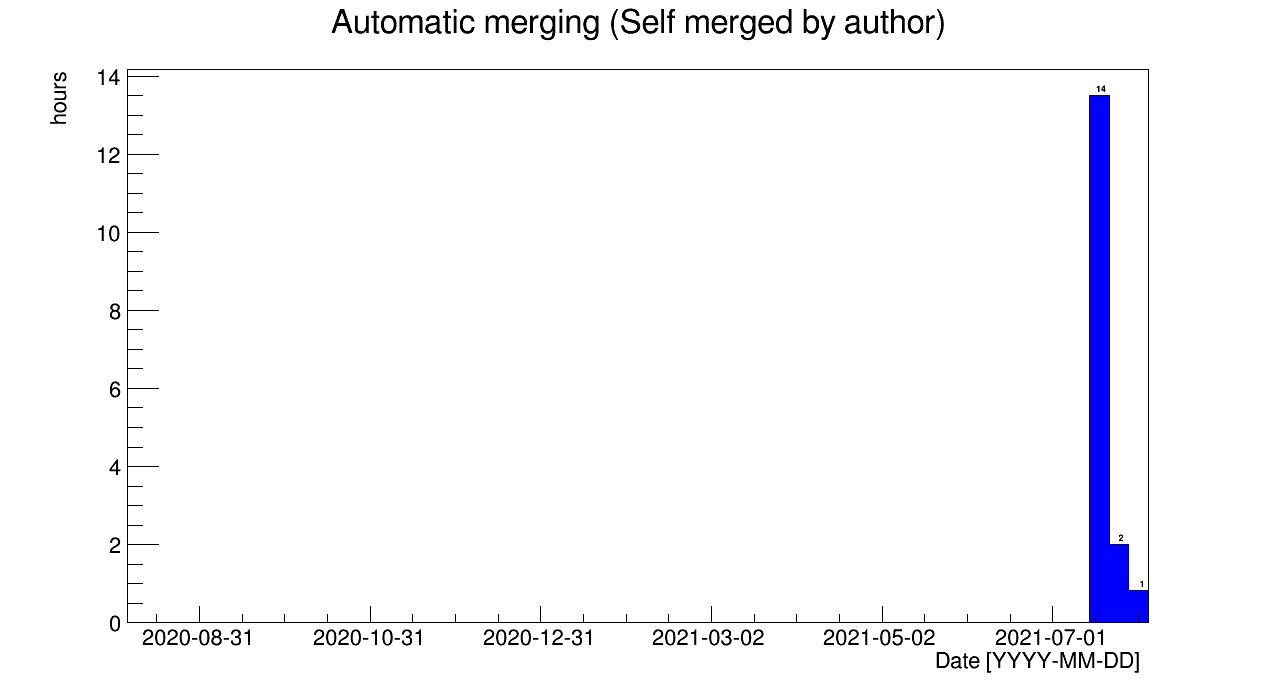 Automatic merging (Self merged by author)
hours
14
12
10
8
6
4
2
0
14
2
1
2020-08-31 2020-10-31 2020-12-31 2021-03-02 2021-05-02 2021-07-01
Date [YYYY-MM-DD]